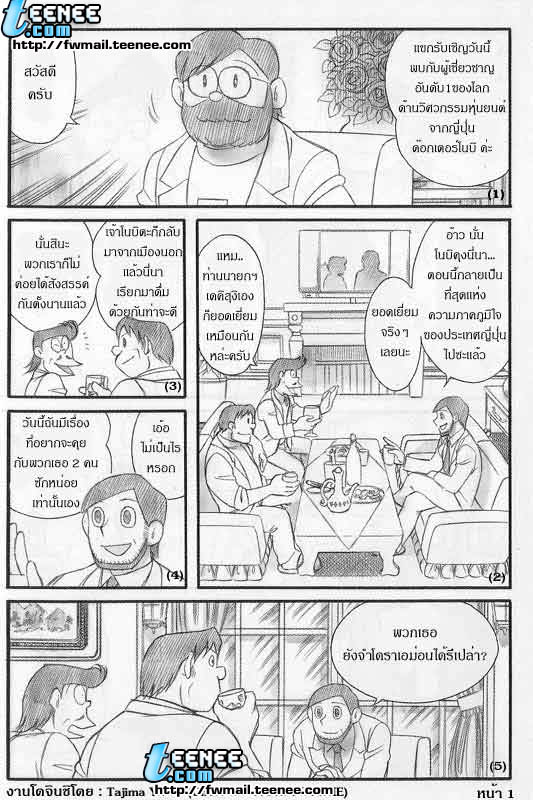 TEENEE
.COM
http://fwmail.teenee.com
สวัสดี
ครับ
แขกรับเชิญวันนี้
พบกับผู้เชี่ยวชาญ
อันดับ1ของโลก
ด้านวิศวกรรมหุ่นยนต์
จากญี่ปุ่น
ด๊อกเตอร์โนบิ ค่ะ
(1)
อ้าว นั่น
โนบิคุงนี่นา...
ตอนนี้กลายเป็น
ที่สุดแห่ง
ความภาคภูมิใจ
ของประเทศญี่ปุ่น
ไปซะแล้ว
ยอดเยี่ยม
จริงๆ
เลยนะ
แหม..
ท่านนายกฯ
เดคิสุงิเอง
ก็ยอดเยี่ยม
เหมือนกัน
หละครับ
(2)
เจ้าโนบิตะก็กลับ
มาจากเมืองนอก
แล้วนี่นา
เรียกมาดื่ม
ด้วยกันท่าจะดี
นั่นสินะ
พวกเราก็ไม่
ค่อยได้สังสรรค์
กันตั้งนานแล้ว
(3)
เอ้อ
ไม่เป็นไร
หรอก
วันนี้ฉันมีเรื่อง
ที่อยากจะคุย
กับพวกเธอ 2 คน
ซักหน่อย
เท่านั้นเอง
(4)
พวกเธอ
ยังจำโดราเอม่อนได้รึเปล่า?
(5)
TEENEE
.COM
http://fwmail.teenee.com
งานโดจินชิโดย : Tajima
E)
หน้า 1